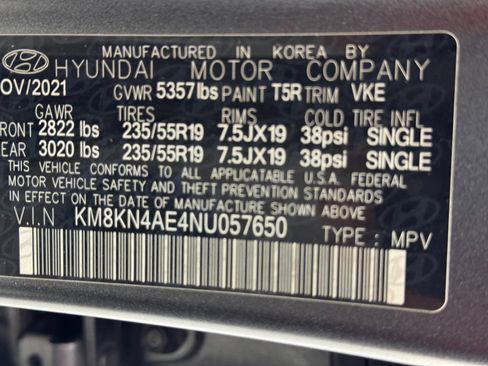 MANUFACTURED IN KOREA BY
HYUNDAI MOTOR COMPANY
OV/2021 GVWR 5357 lbs PAINT T5R TRIM VKE
GAWR TIRES RIMS COLD TIRE INFL
FRONT 2822 lbs 235/55R19 7.5JX19 38psi SINGLE
EAR 3020 lbs 235/55R19 7.5JX19 38psi SINGLE
THIS VEHICLE CONFORMS TO ALL APPLICATABLE U.S.A FEDERAL
MOTOR VEHICLE SAFETY AND THEFT PREVENTION STANDARDS
IN EFFECT ON THE DATE OF MANUFACTURE SHOWN ABOVE
V.I.N KM8KN4AE4NU057650
TYPE : MPV